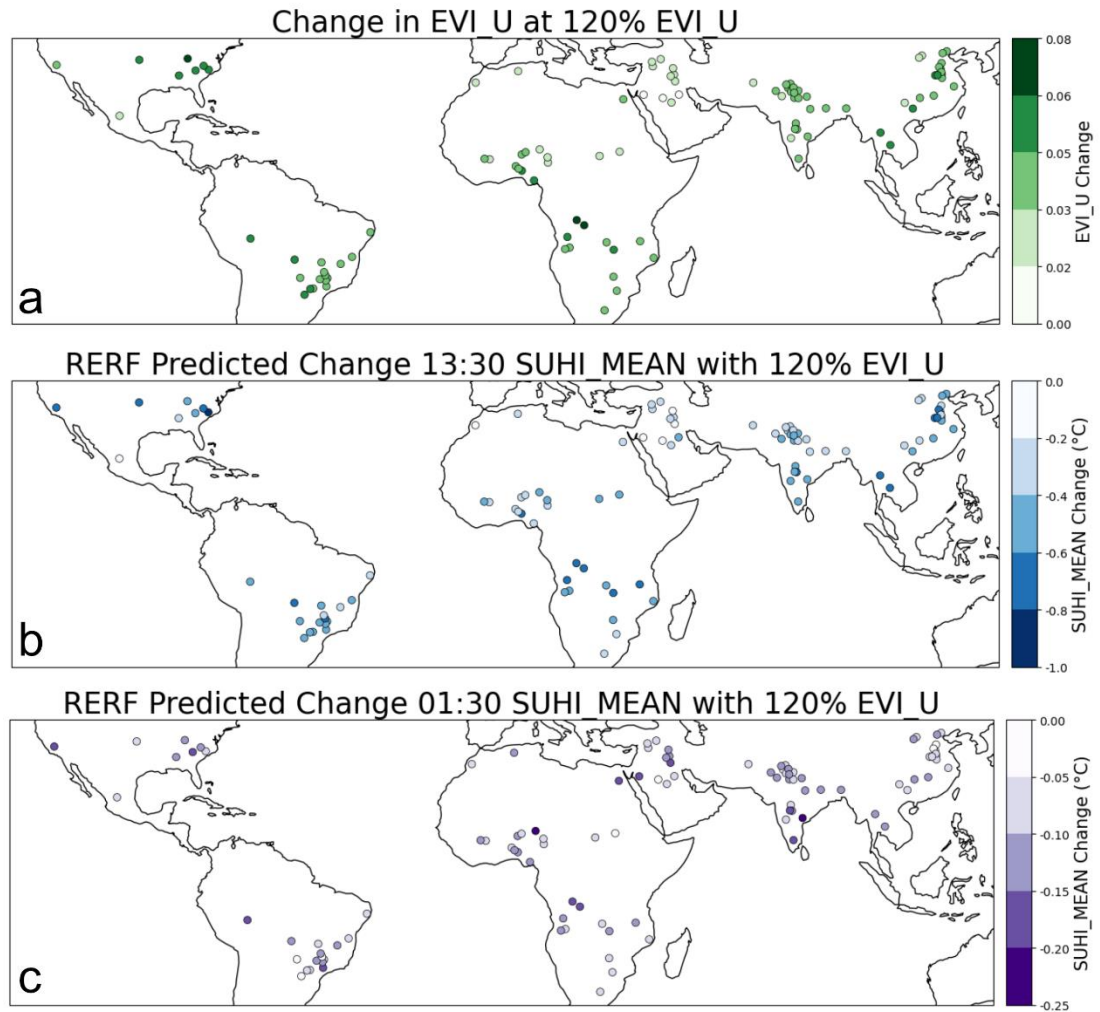 Change in EVI_U at 120% EVI_U
a
0.08
0.06
0.05
0.03
0.02
0.00
EVI_U Change
RERF Predicted Change 13:30 SUHI_MEAN with 120% EVI_U
b
0.0
-0.2
-0.4
-0.6
-0.8
-1.0
SUHI_MEAN Change (°C)
RERF Predicted Change 01:30 SUHI_MEAN with 120% EVI_U
c
0.00
-0.05
-0.10
-0.15
-0.20
-0.25
SUHI_MEAN Change (°C)